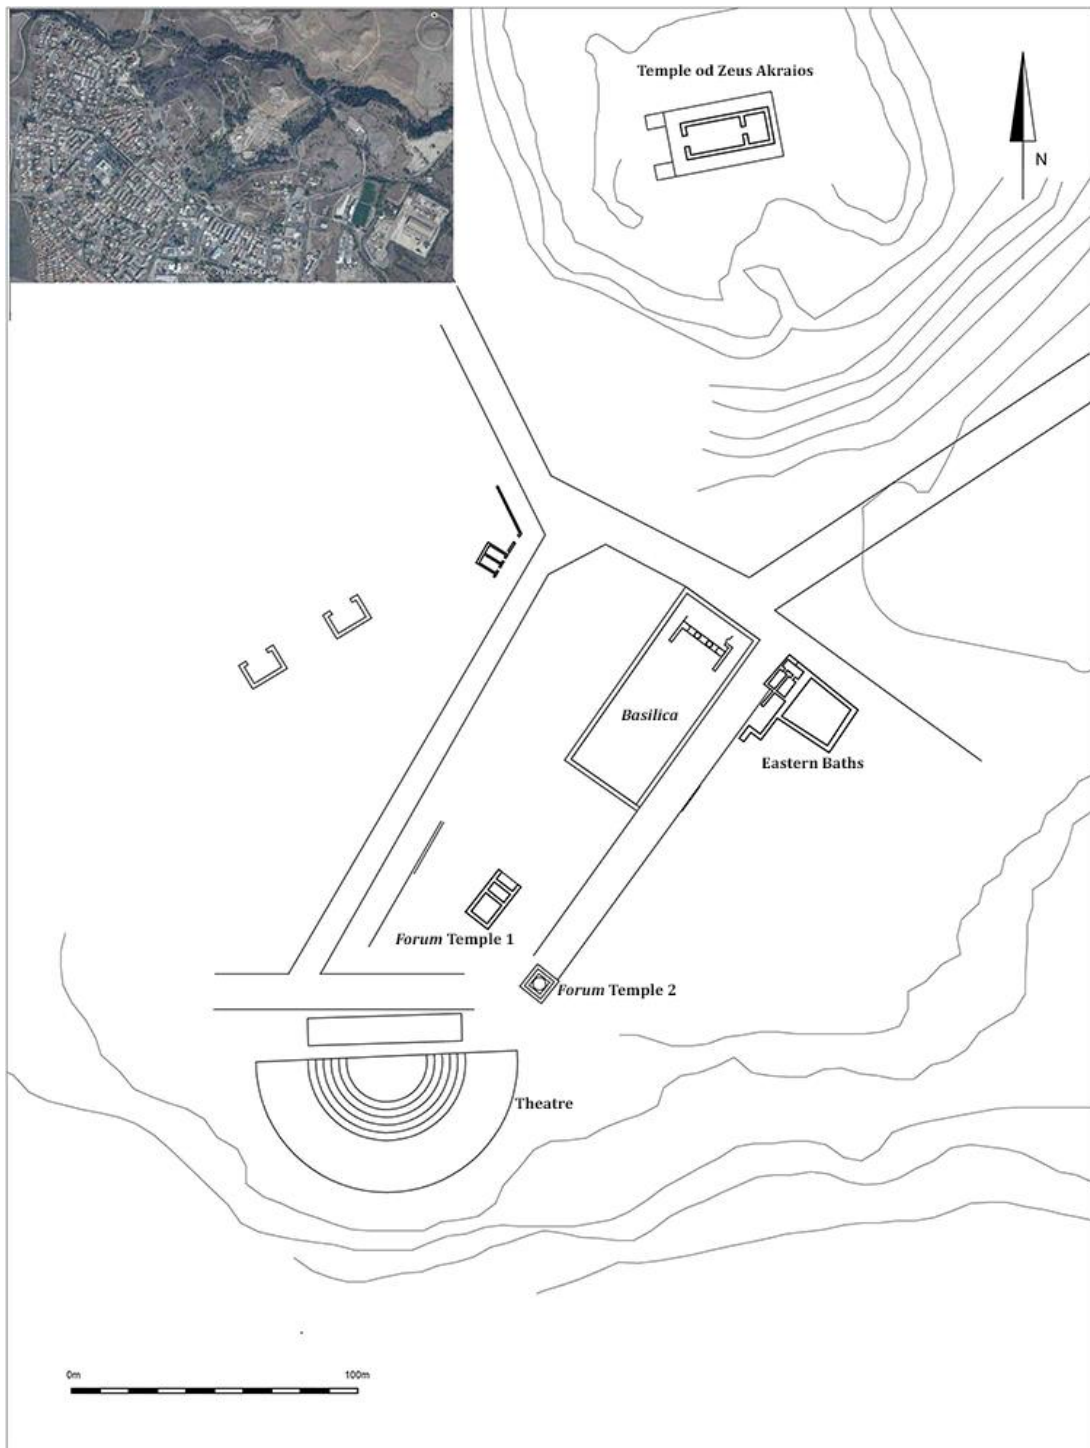 Temple od Zeus Akraios
N
Basilica
Eastern Baths
Forum Temple 1
Forum Temple 2
Theatre
0m
100m